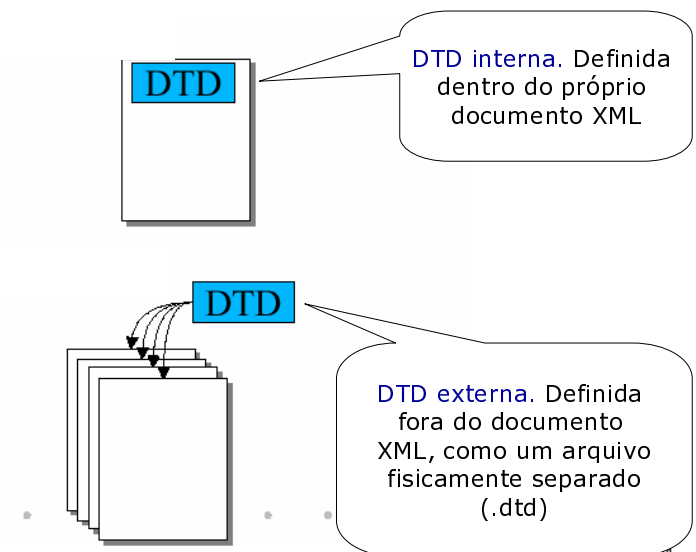 DTD
DTD interna. Definida
dentro do próprio
documento XML
DTD
DTD externa. Definida
fora do documento
XML, como um arquivo
fisicamente separado
(.dtd)